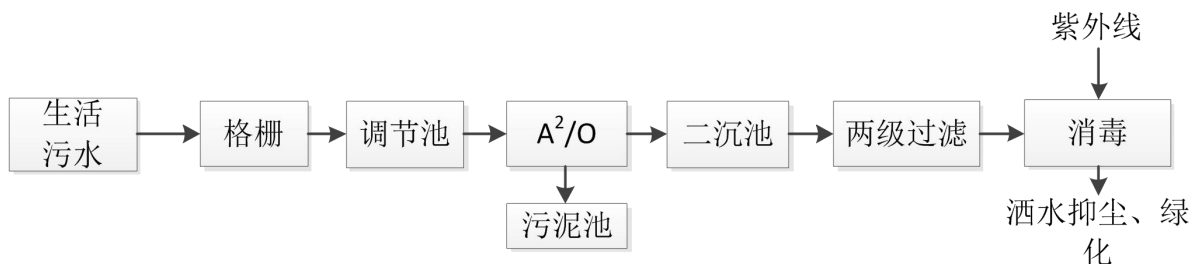 紫外线
生活
污水
格栅
调节池
A²/O
二沉池
两级过滤
消毒
污泥池
洒水抑尘、绿
化